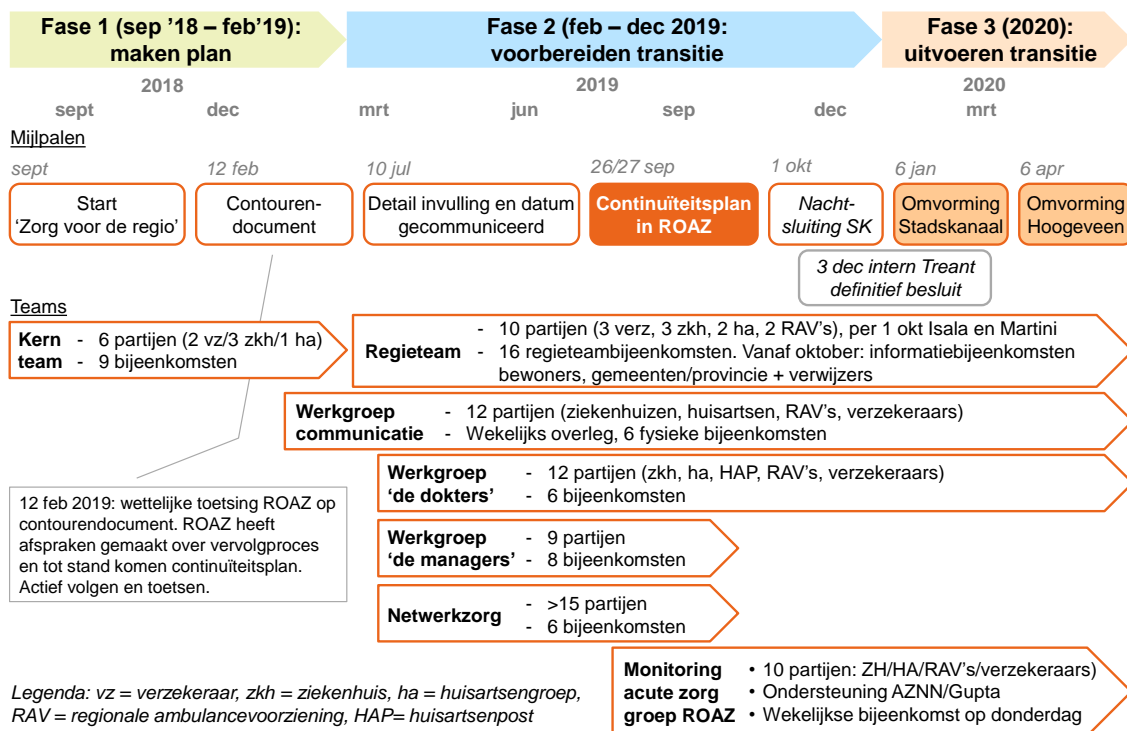 Fase 1 (sep ’18 – feb’19):
maken plan
Fase 2 (feb – dec 2019:
voorbereiden transitie
Fase 3 (2020):
uitvoeren transitie
2018
2019
2020
sept
dec
mrt
jun
sep
dec
mrt
Mijlpalen
sept
12 feb
10 jul
26/27 sep
1 okt
6 jan
6 apr
Start
‘Zorg voor de regio’
Contouren-
document
Detail invulling en datum
gecommuniceerd
Continuïteitsplan
in ROAZ
Nacht-
sluiting SK
Omvorming
Stadskanaal
Omvorming
Hoogeveen
3 dec intern Treant
definitief besluit
Teams
Kern
team
- 6 partijen (2 vz/3 zkh/1 ha)
- 9 bijeenkomsten
Regieteam
- 10 partijen (3 verz, 3 zkh, 2 ha, 2 RAV’s), per 1 okt Isala en Martini
- 16 regieteambijeenkomsten. Vanaf oktober: informatiebijeenkomsten
bewoners, gemeenten/provincie + verwijzers
Werkgroep
communicatie
- 12 partijen (ziekenhuizen, huisartsen, RAV’s, verzekeraars)
- Wekelijks overleg, 6 fysieke bijeenkomsten
Werkgroep
‘de dokters’
- 12 partijen (zkh, ha, HAP, RAV’s, verzekeraars)
- 6 bijeenkomsten
12 feb 2019: wettelijke toetsing ROAZ op
contourendocument. ROAZ heeft
afspraken gemaakt over vervolgproces
en tot stand komen continuïteitsplan.
Actief volgen en toetsen.
Werkgroep
‘de managers’
- 9 partijen
- 8 bijeenkomsten
Netwerkzorg
- >15 partijen
- 6 bijeenkomsten
Monitoring
acute zorg
groep ROAZ
• 10 partijen: ZH/HA/RAV’s/verzekeraars)
• Ondersteuning AZNN/Gupta
• Wekelijkse bijeenkomst op donderdag
Legenda: vz = verzekeraar, zkh = ziekenhuis, ha = huisartsengroep,
RAV = regionale ambulancevoorziening, HAP= huisartsenpost